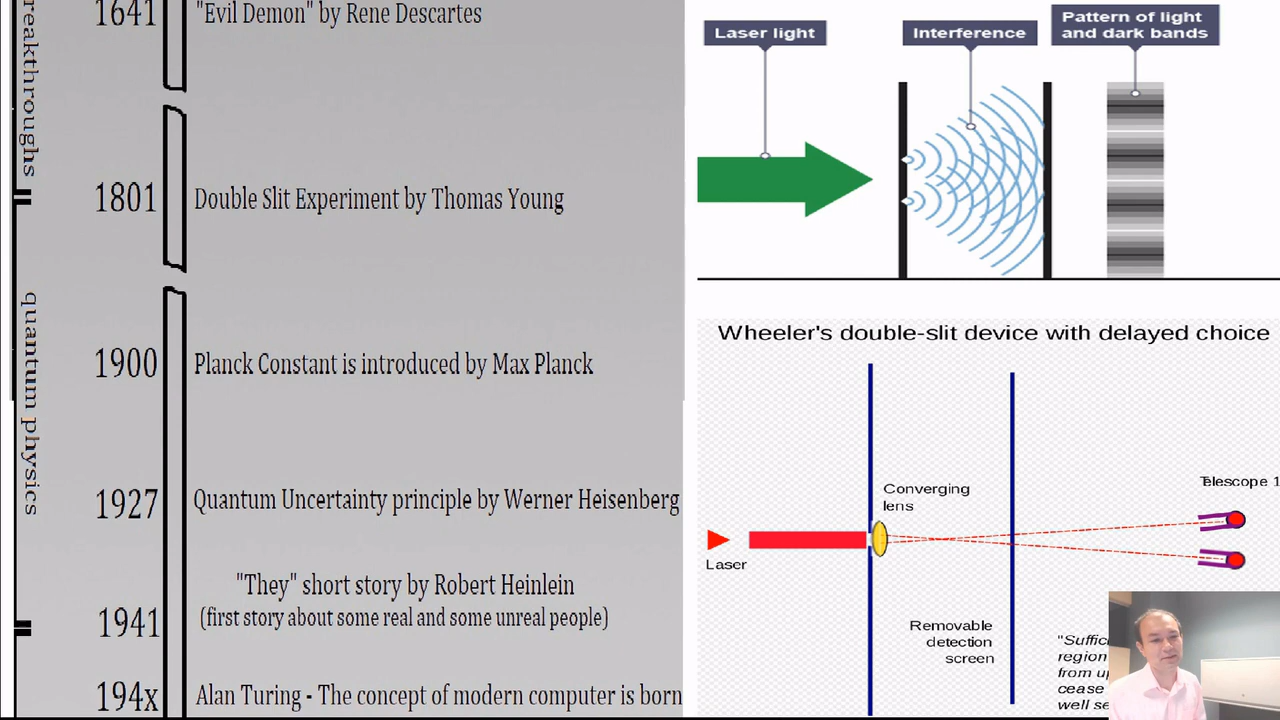 reakthroughs
quantum physics
1641 "Evil Demon" by Rene Descartes
1801 Double Slit Experiment by Thomas Young
1900 Planck Constant is introduced by Max Planck
1927 Quantum Uncertainty principle by Werner Heisenberg
"They" short story by Robert Heinlein
1941 (first story about some real and some unreal people)
194x Alan Turing - The concept of modern computer is born
Laser light
Interference
Pattern of light
and dark bands
Wheeler's double-slit device with delayed choice
Telescope 1
Converging
lens
Laser
Removable
detection
screen
"Suffic
region
from up
cease
well se